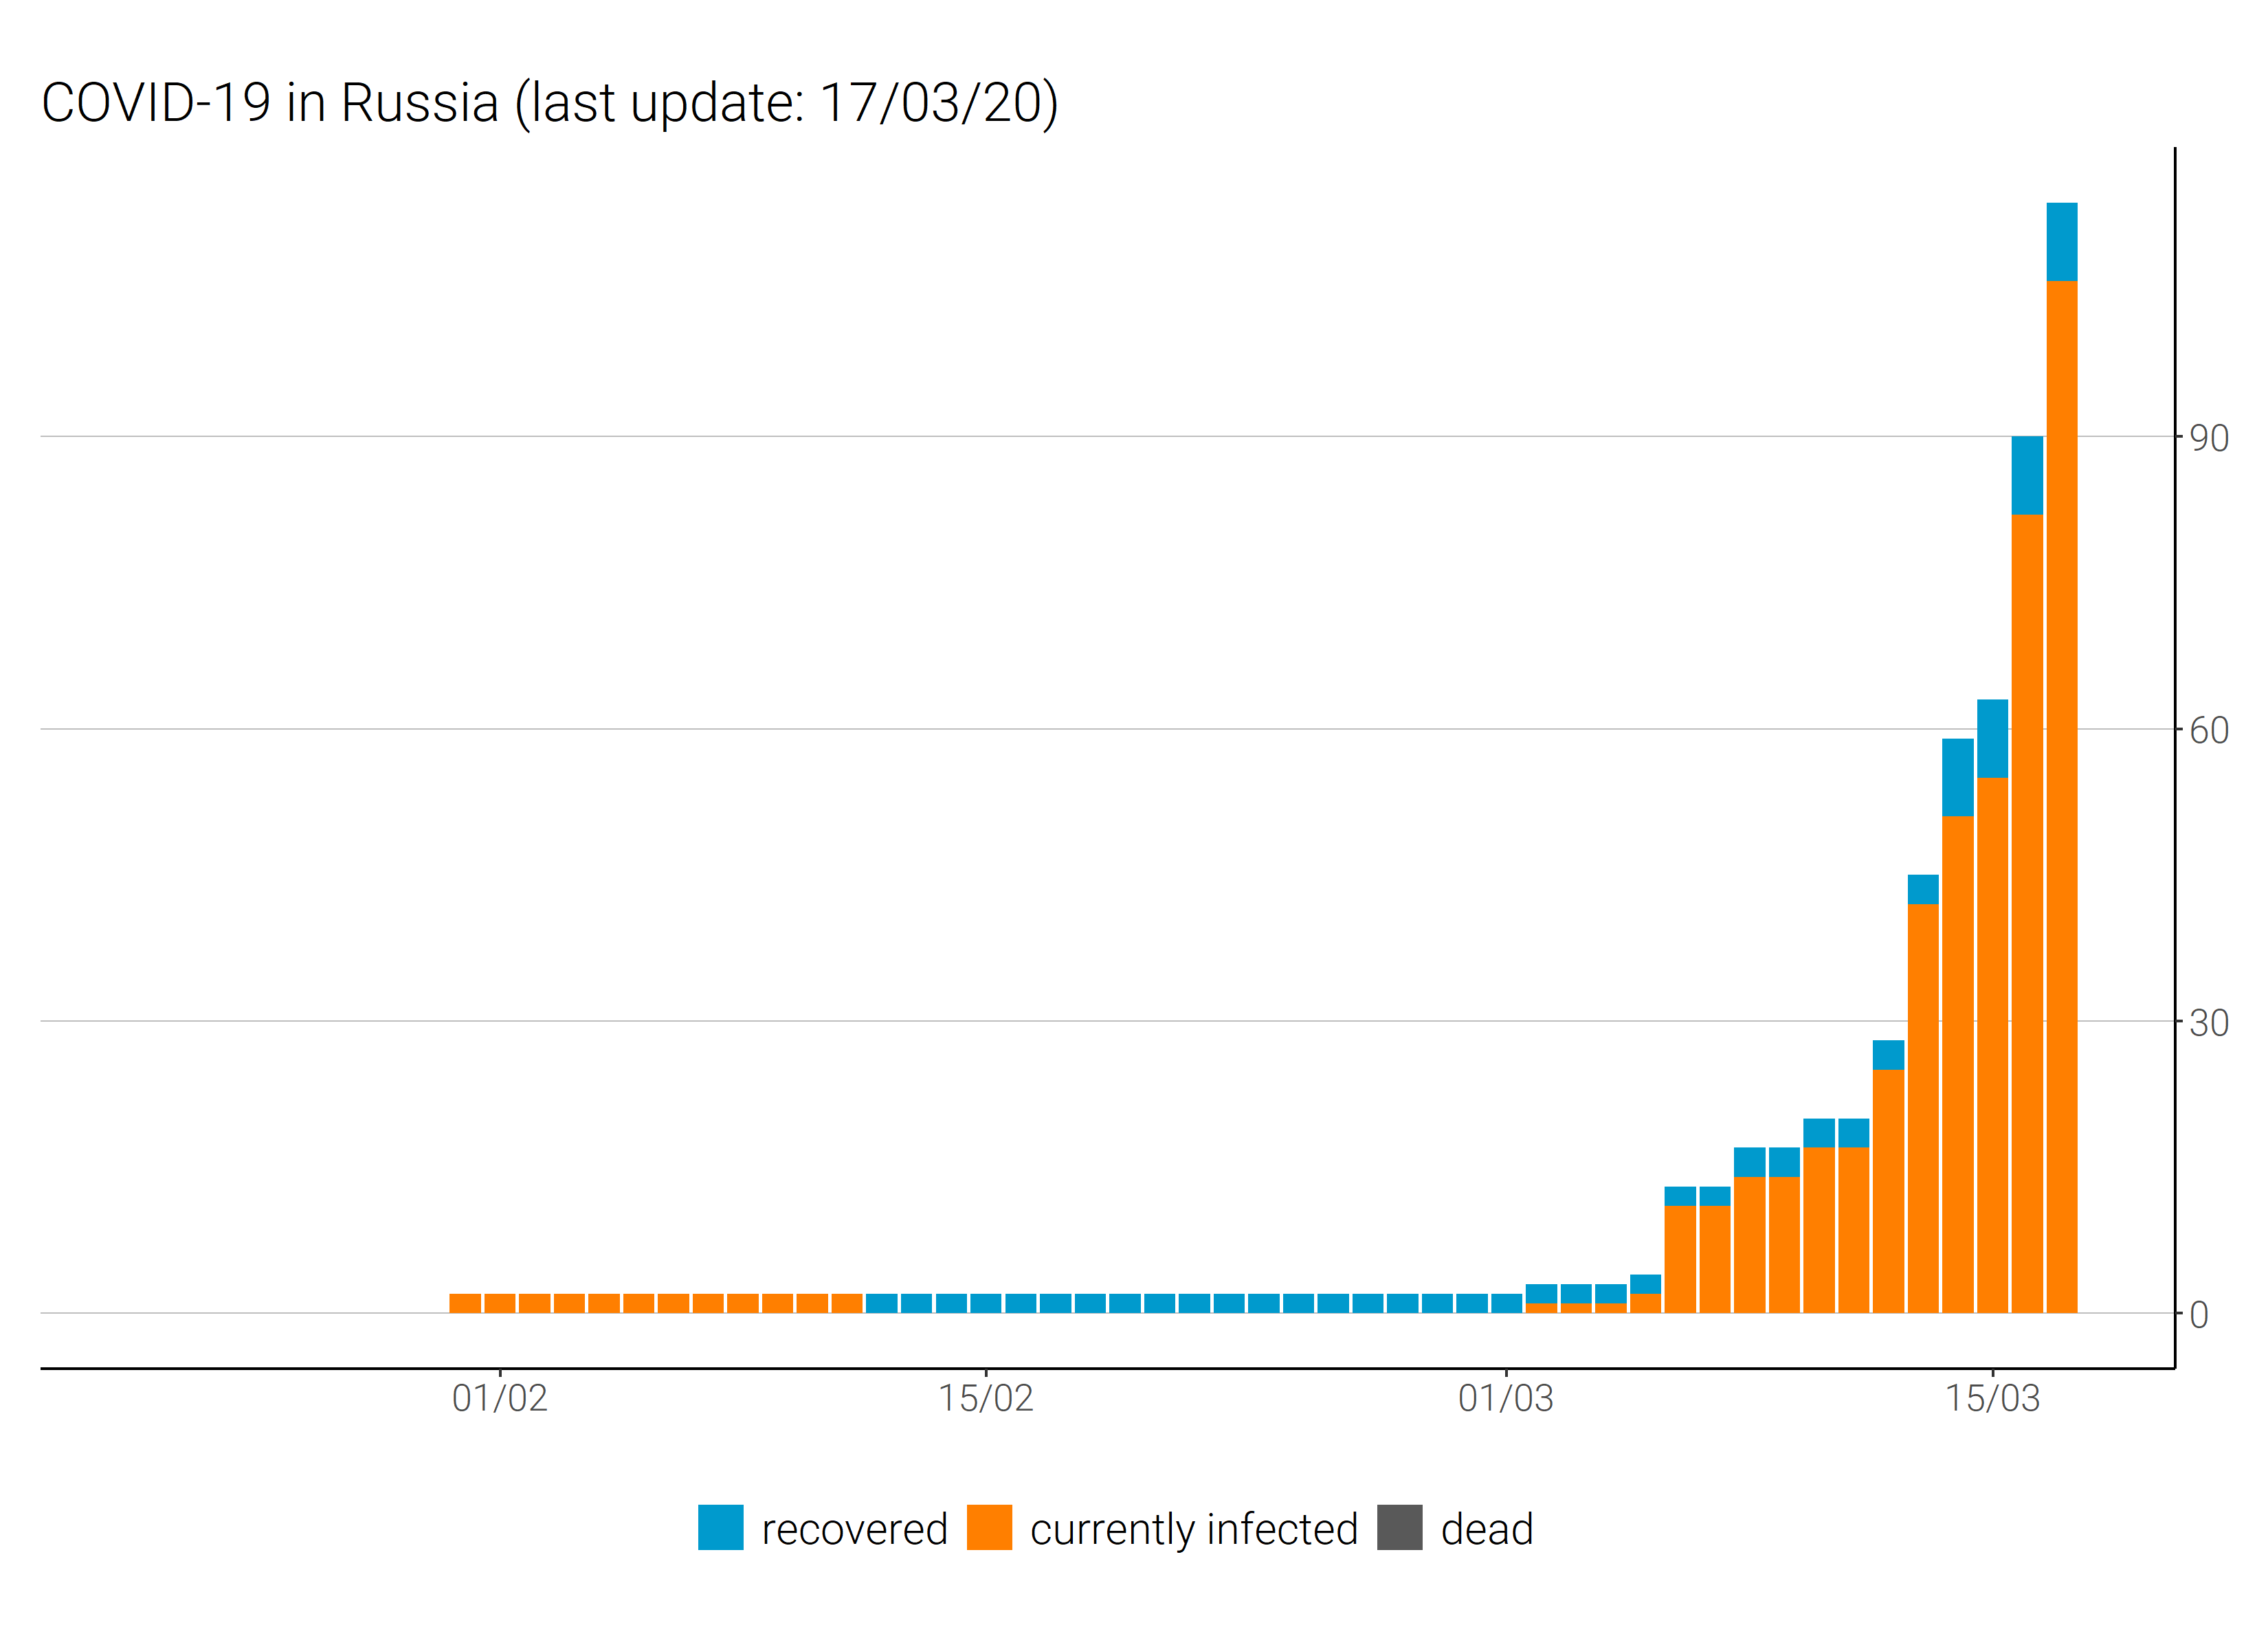 COVID-19 in Russia (last update: 17/03/20)
90
60
30
0
01/02 15/02 01/03 15/03
recovered currently infected dead